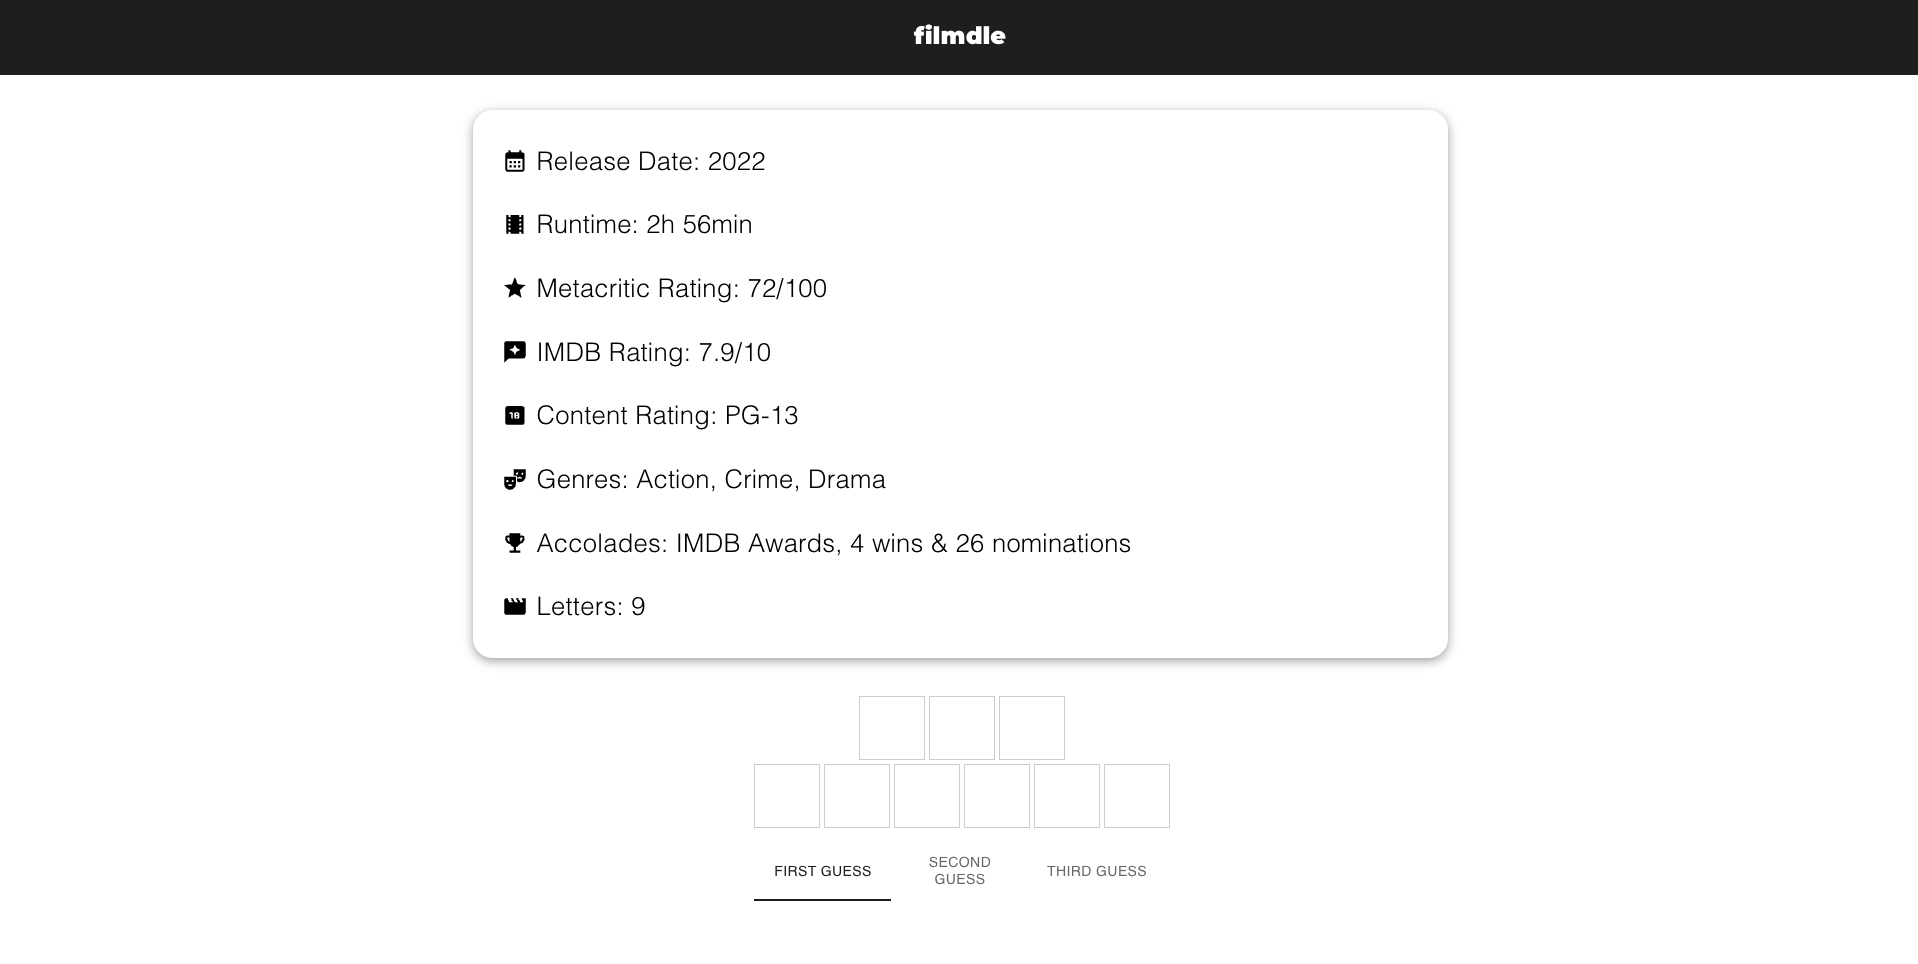 filmdle
Release Date: 2022
Runtime: 2h 56min
Metacritic Rating: 72/100
IMDB Rating: 7.9/10
18
Content Rating: PG-13
Genres: Action, Crime, Drama
Accolades: IMDB Awards, 4 wins & 26 nominations
Letters: 9
FIRST GUESS
SECOND
GUESS
THIRD GUESS